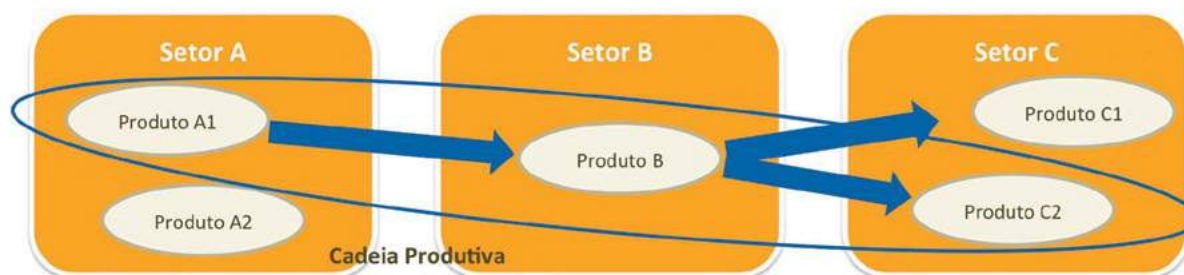 Setor A
Setor B
Setor C
Produto A1
Produto B
Produto C1
Produto A2
Produto C2
Cadeia Produtiva